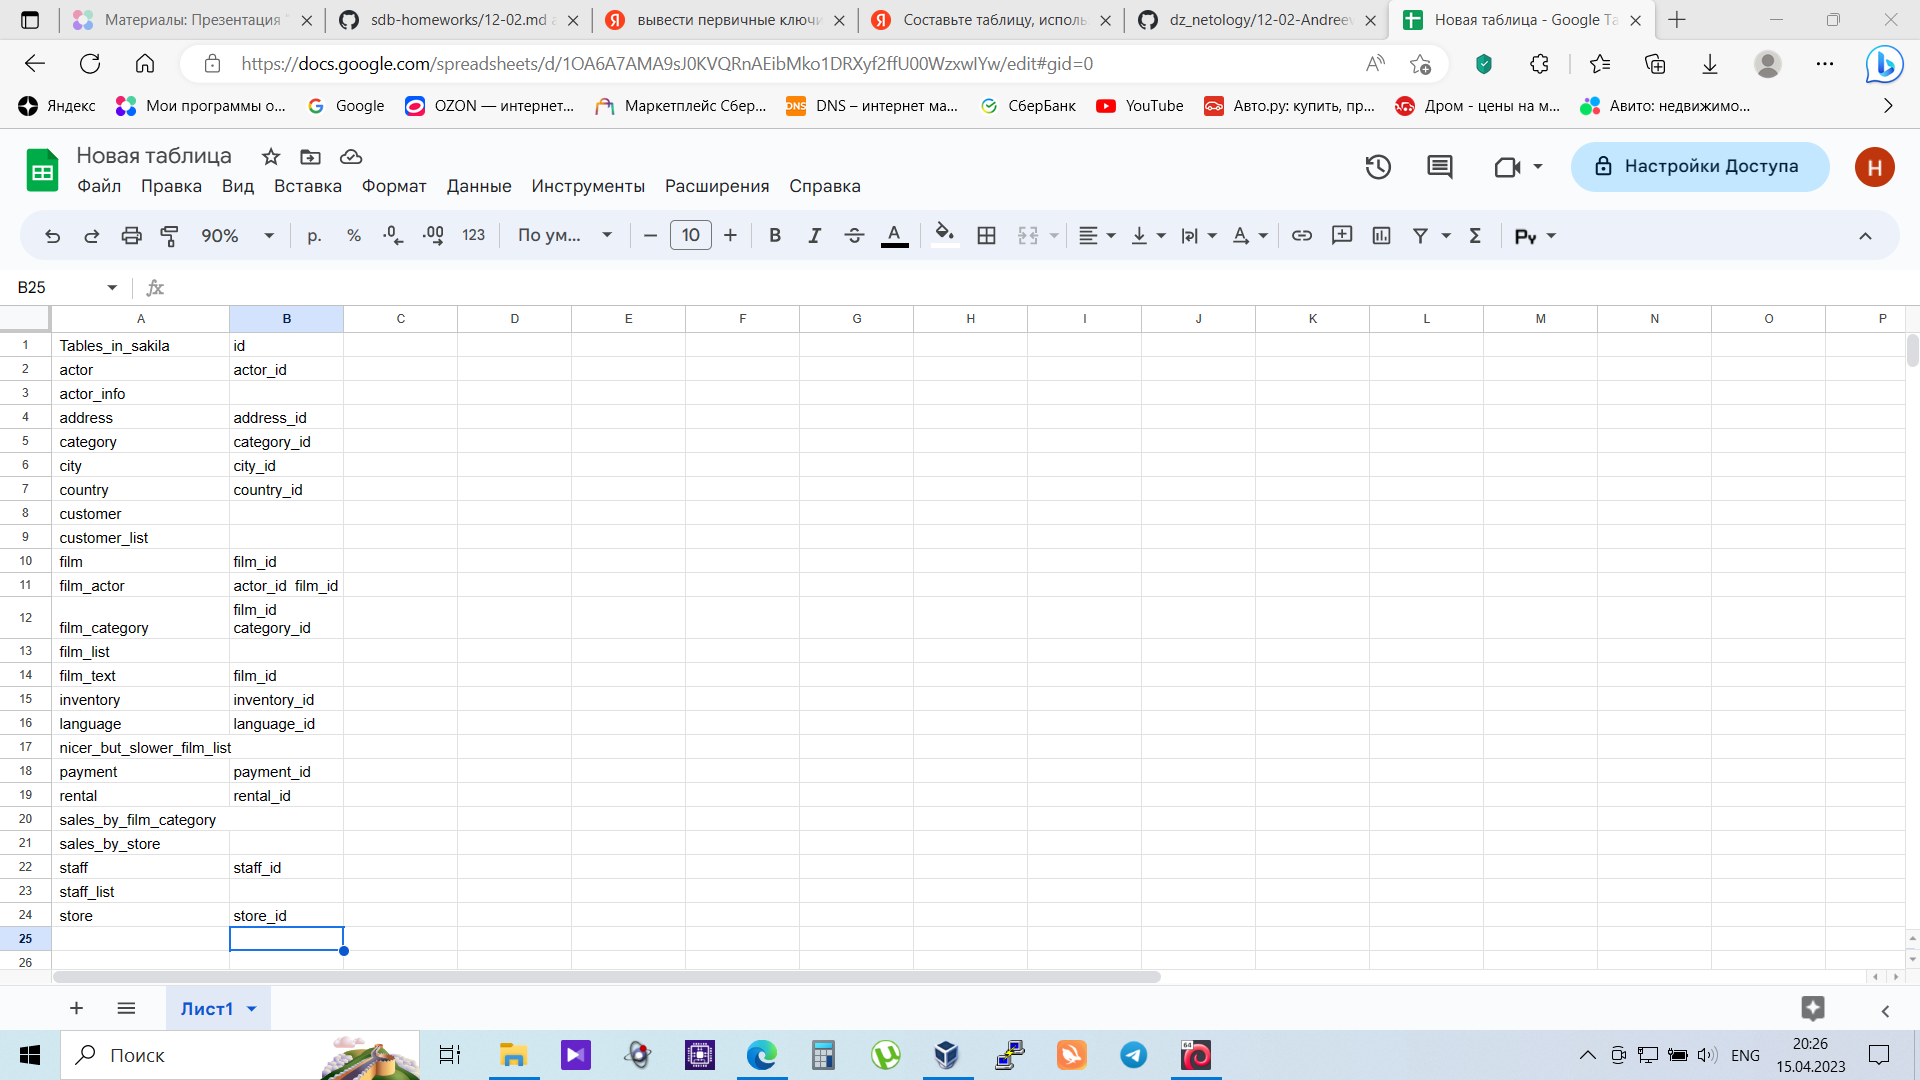 Материалы: Презентация "
sdb-homeworks/12-02.md a
вывести первичные ключи
Составьте таблицу, исполь
dz_netology/12-02-Andreev
Новая таблица - Google Та
https://docs.google.com/spreadsheets/d/1OA6A7AMA9sJ0KVQRnAEibMko1DRXyf2ffU00WzxwIYw/edit#gid=0
Яндекс
Мои программы о...
Google
OZON — интернет...
Маркетплейс Сбер...
DNS – интернет ма...
СберБанк
YouTube
Авто.ру: купить, пр...
Дром - цены на м...
Авито: недвижимо...
Новая таблица
Файл Правка Вид Вставка Формат Данные Инструменты Расширения Справка
Настройки Доступа
Н
90% р. % .0 .00 123 По ум... 10 B I A
B25
fx
A B C D E F G H I J K L M N O P
1 Tables_in_sakila id
2 actor actor_id
3 actor_info
4 address address_id
5 category category_id
6 city city_id
7 country country_id
8 customer
9 customer_list
10 film film_id
11 film_actor actor_id film_id
film_id
12 film_category category_id
13 film_list
14 film_text film_id
15 inventory inventory_id
16 language language_id
17 nicer_but_slower_film_list
18 payment payment_id
19 rental rental_id
20 sales_by_film_category
21 sales_by_store
22 staff staff_id
23 staff_list
24 store store_id
25
26
Лист1
Поиск
64
ENG
20:26
15.04.2023